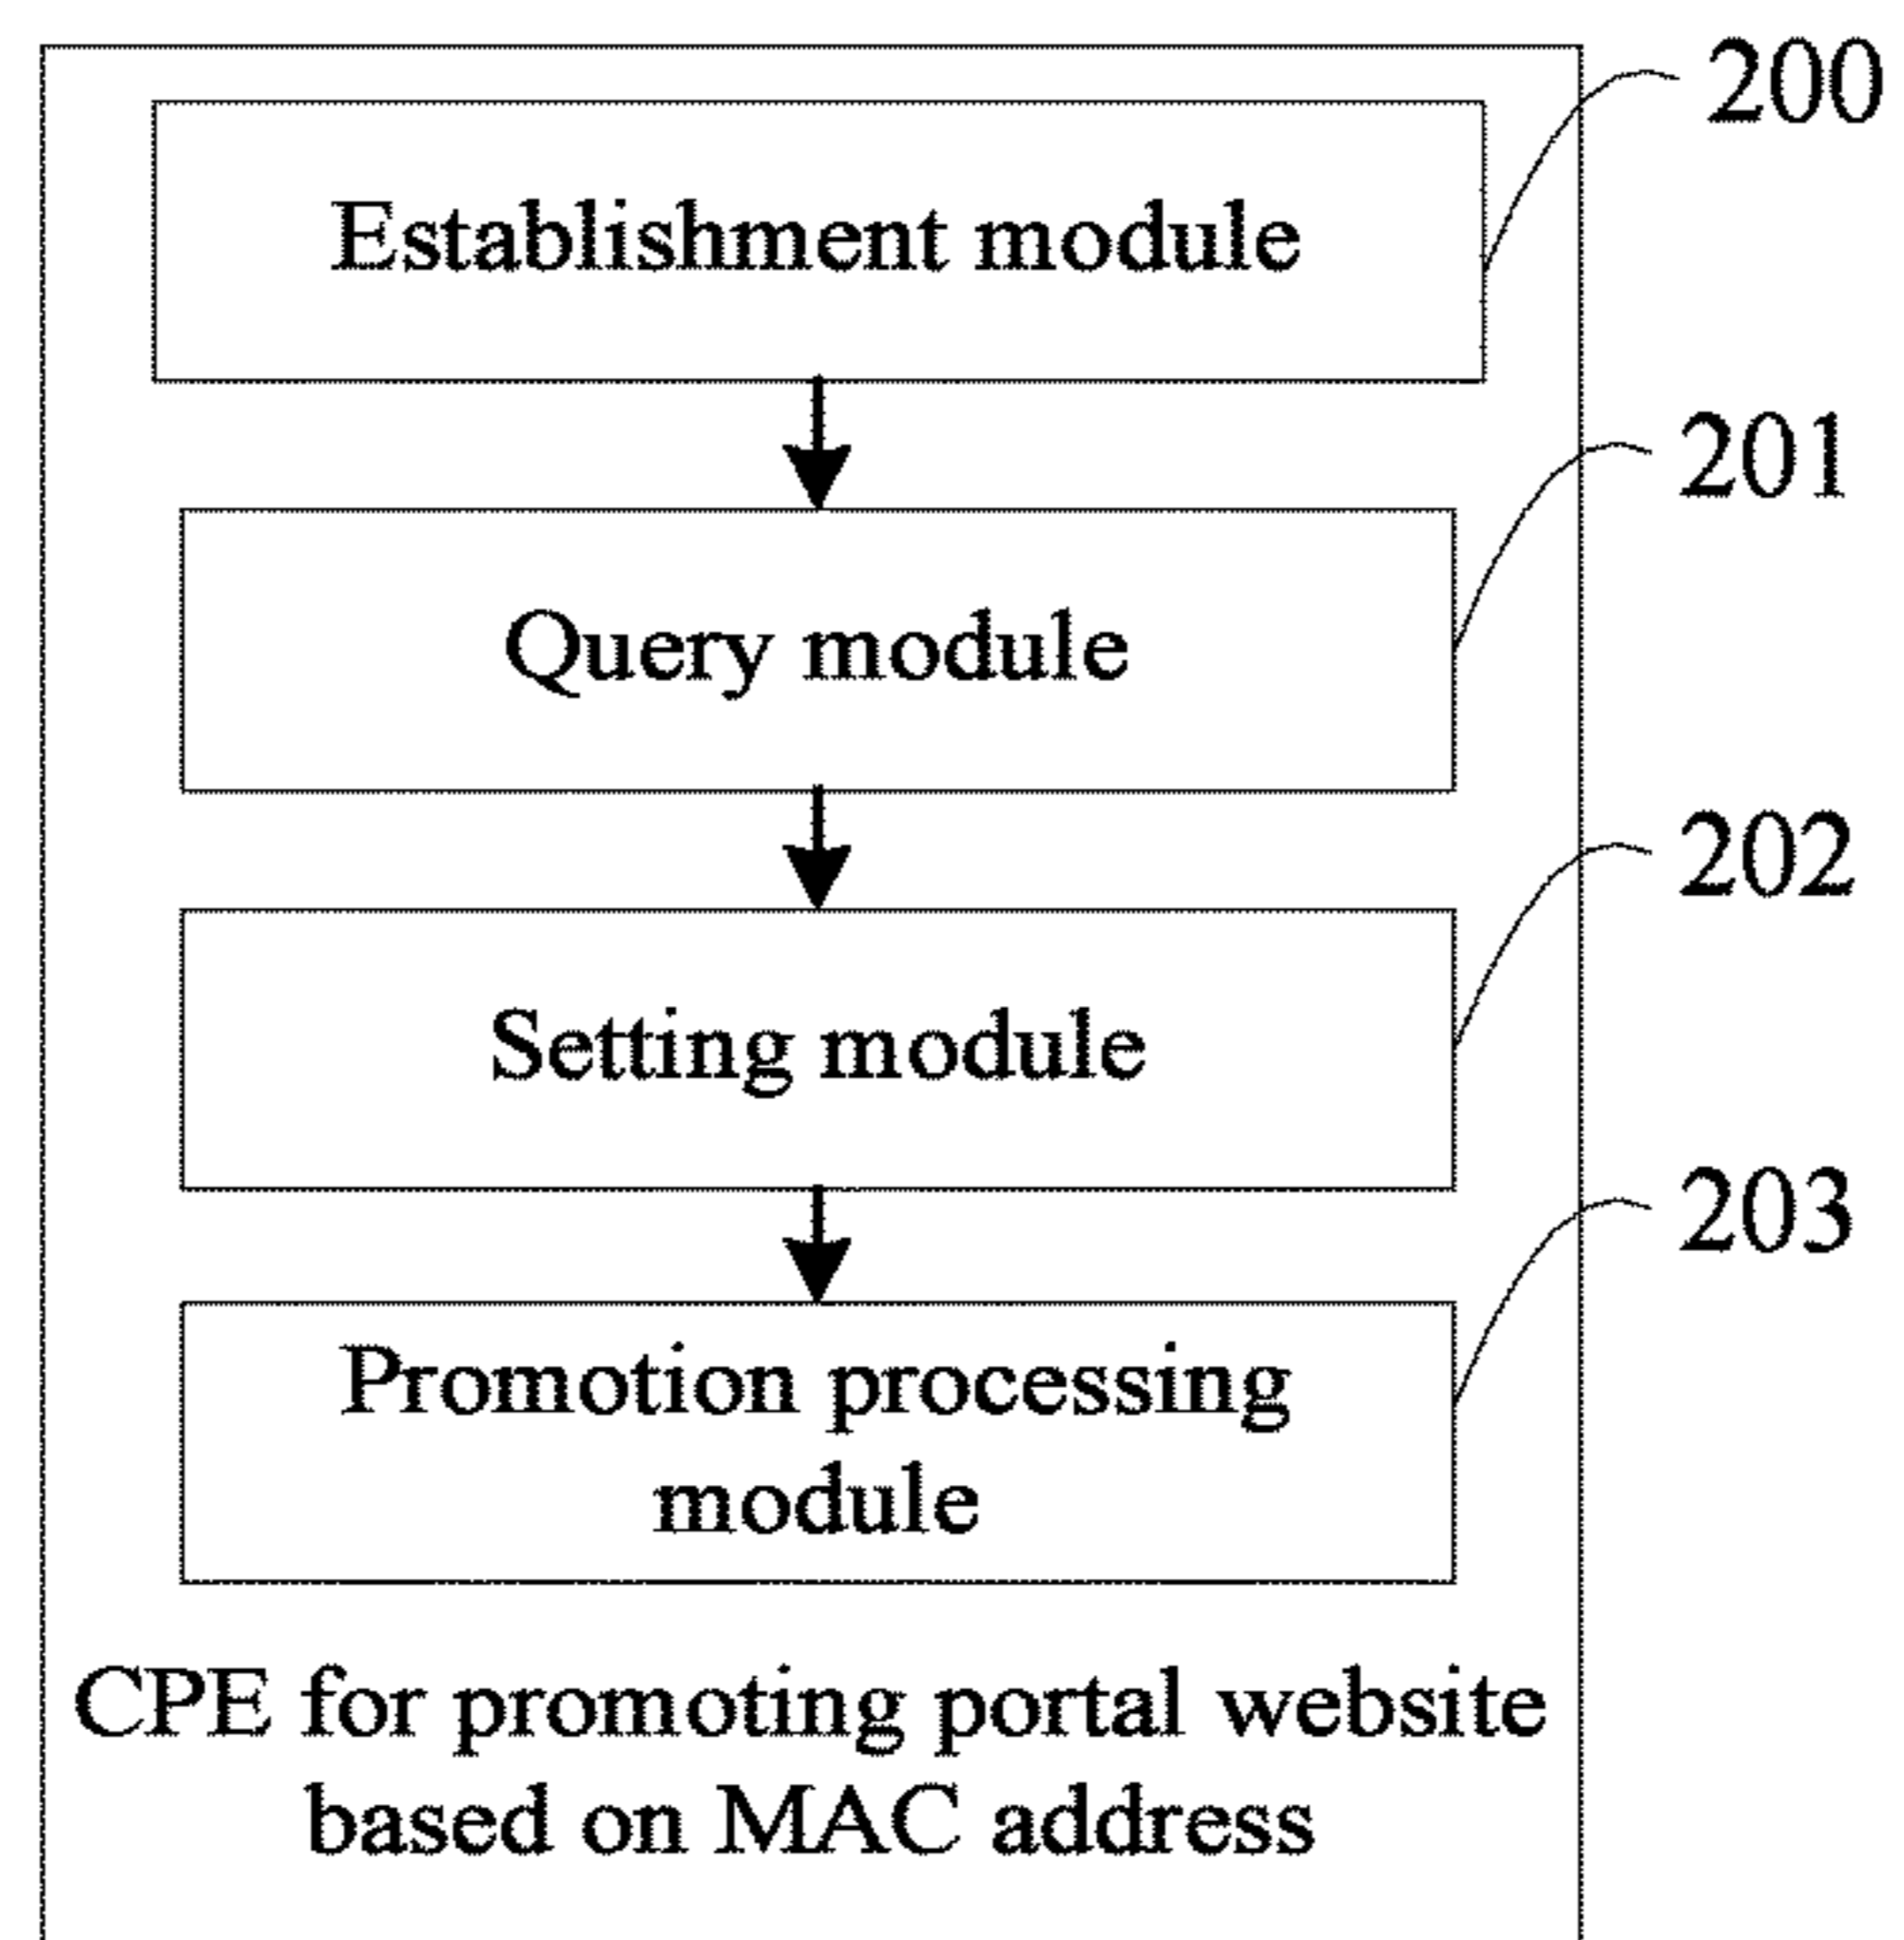 200
Establishment module
201
Query module
202
Setting module
203
Promotion processing
module
CPE for promoting portal website
based on MAC address